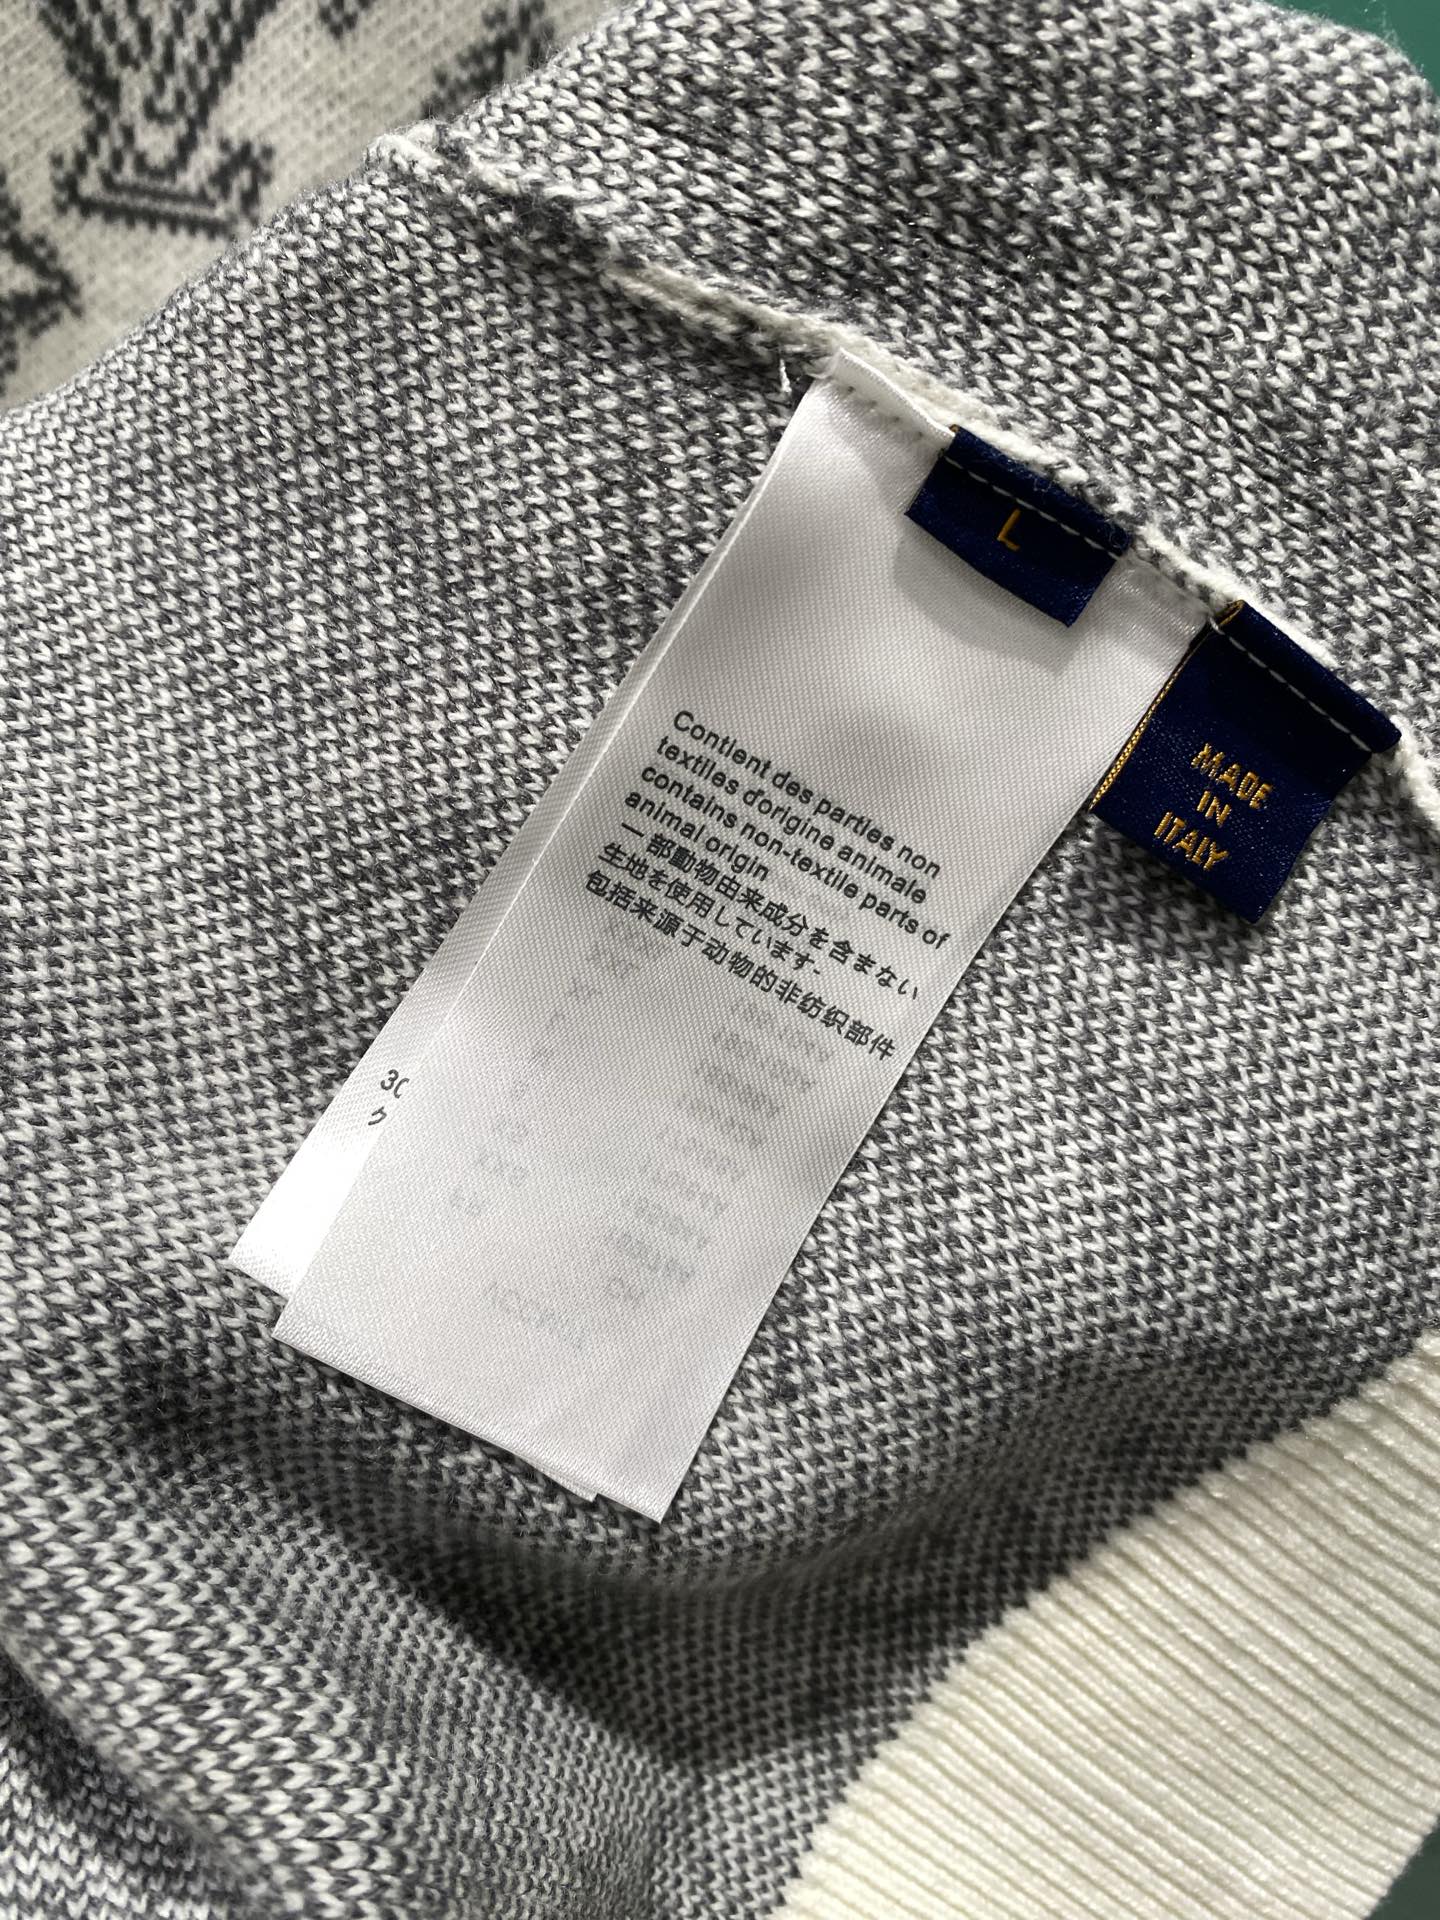 L
MADE
IN
ITALY
Contient des parties non
textiles d'origine animale
contains non-textile parts of
animal origin
一部動物由来成分を含まない
生地を使用しています-
包括来源于动物的非纺织部件
30
ク